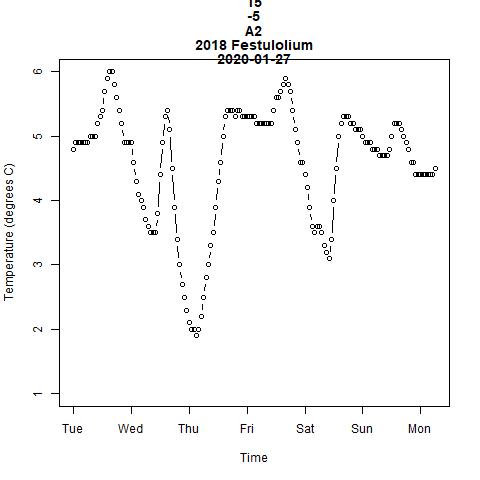 15
-5
A2
2018 Festulolium
2020-01-27
Temperature (degrees C)
6
5
4
3
2
1
Tue Wed Thu Fri Sat Sun Mon
Time